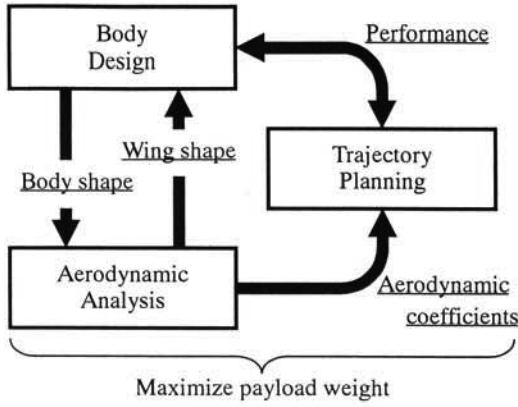 Body
Design
Performance
Wing shape
Trajectory
Planning
Body shape
Aerodynamic
Analysis
Aerodynamic
coefficients
Maximize payload weight